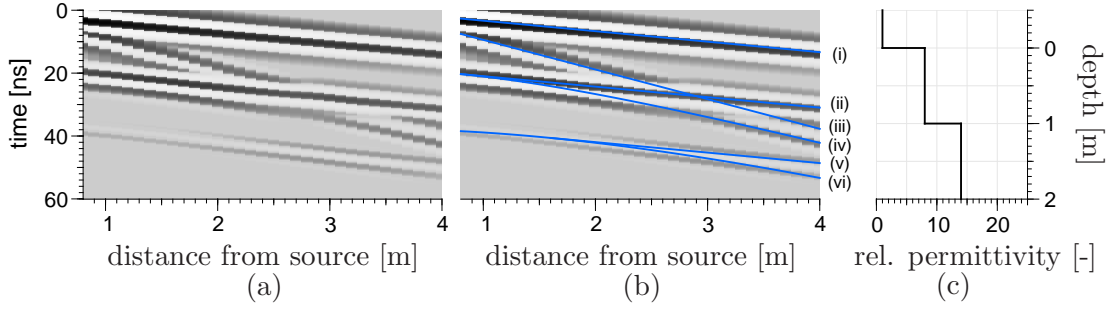 0
20
40
60
time [ns]
1
2
3
4
distance from source [m]
(a)
1
2
3
4
distance from source [m]
(b)
(i)
(ii)
(iii)
(iv)
(v)
(vi)
0
1
2
depth [m]
0
10
20
rel. permittivity [-]
(c)